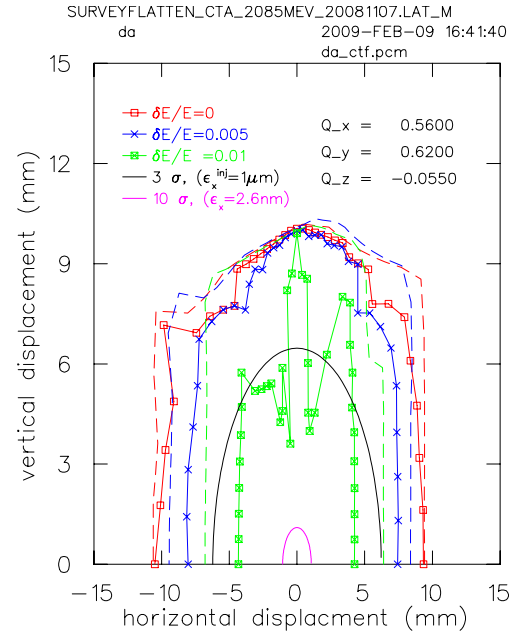 SURVEYFLATTEN_CTA_2085MEV_20081107.LAT_M
da 2009-FEB-09 16:41:40
da_ctf.pcm
15
δE/E=0
δE/E=0.005
δE/E =0.01
3 σ, (ϵ_x^inj=1μm)
10 σ, (ϵ_x=2.6nm)
Q_x = 0.5600
Q_y = 0.6200
Q_z = -0.0550
12
9
6
3
0
vertical displacement (mm)
-15 -10 -5 0 5 10 15
horizontal displacment (mm)